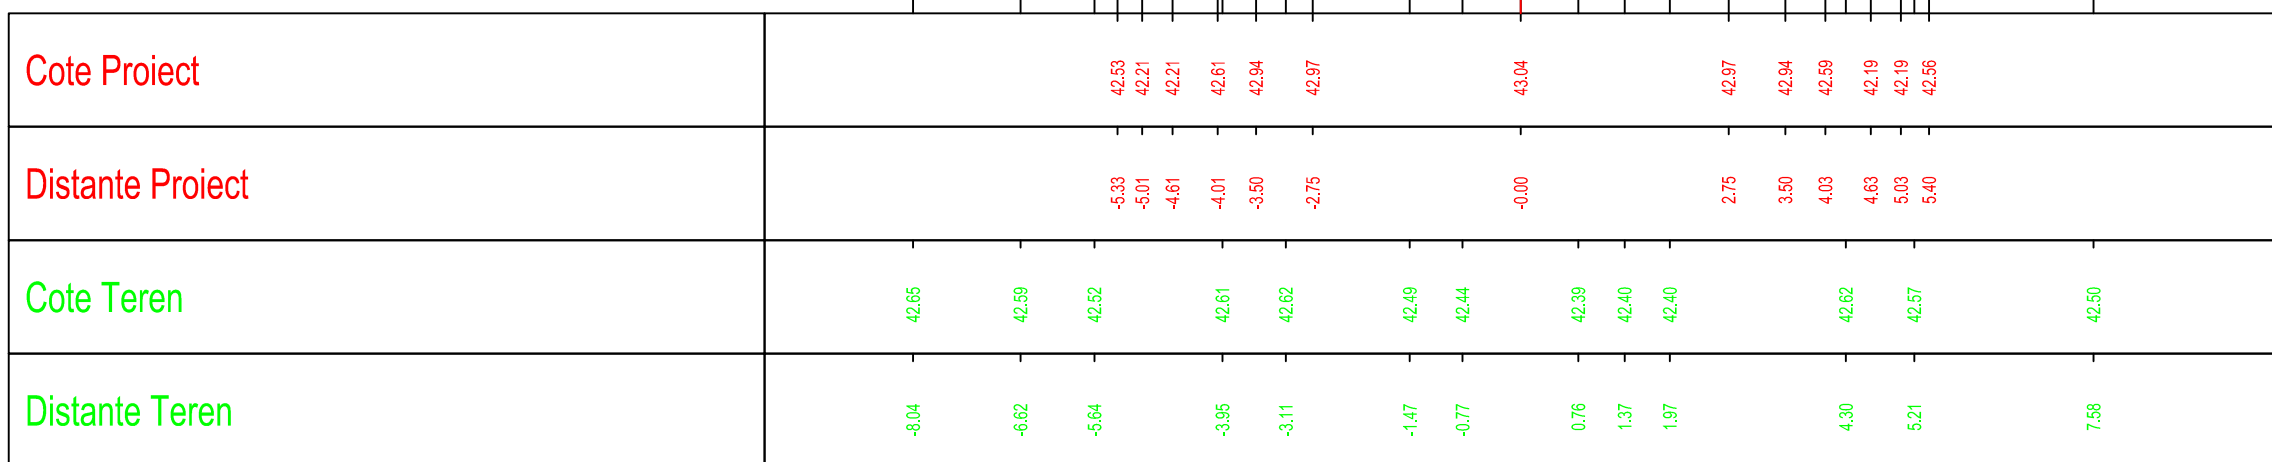 Cote Proiect 42.53 42.21 42.21 42.61 42.94 42.97 43.04 42.97 42.94 42.59 42.19 42.19 42.56
Distante Proiect -5.33 -5.01 -4.61 -4.01 -3.50 -2.75 -0.00 2.75 3.50 4.03 4.63 5.03 5.40
Cote Teren 42.65 42.59 42.52 42.61 42.62 42.49 42.44 42.39 42.40 42.40 42.62 42.57 42.50
Distante Teren -8.04 -6.62 -5.64 -3.95 -3.11 -1.47 -0.77 0.76 1.37 1.97 4.30 5.21 7.58